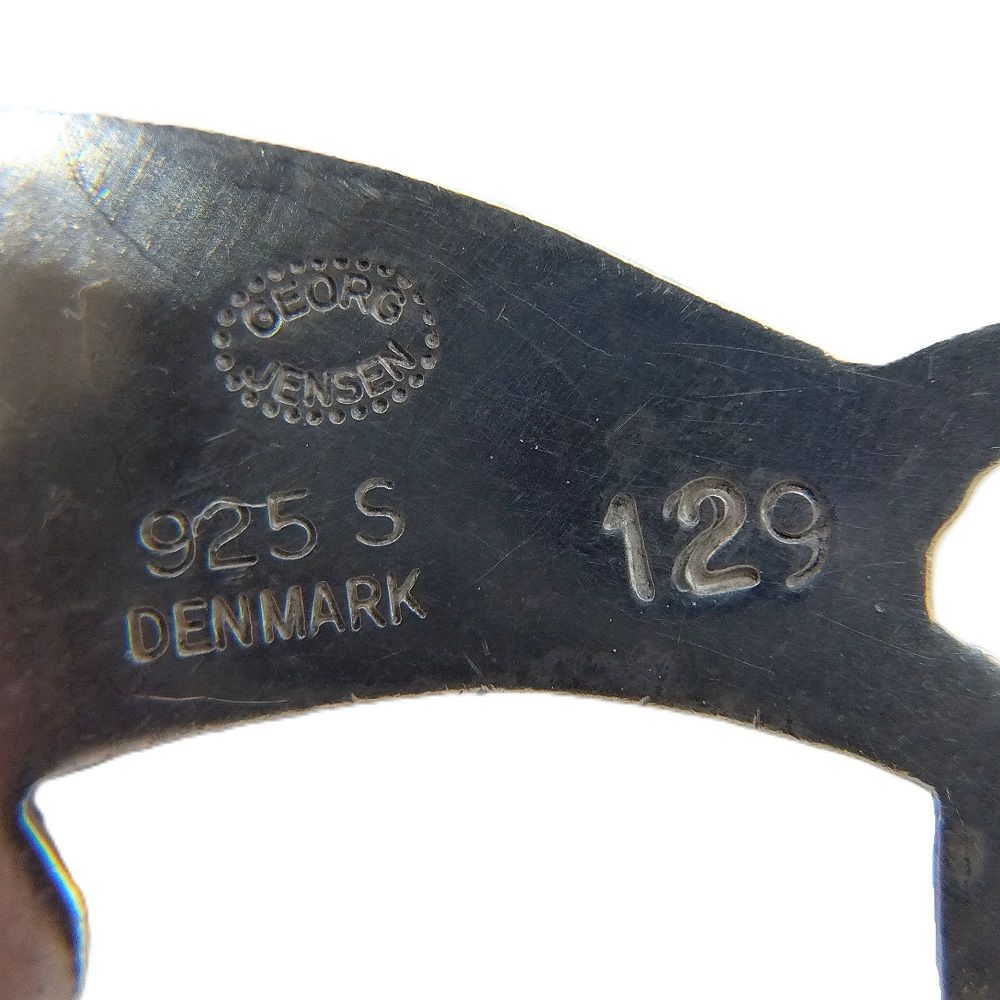 GEORG
JENSEN
925 S
DENMARK
129